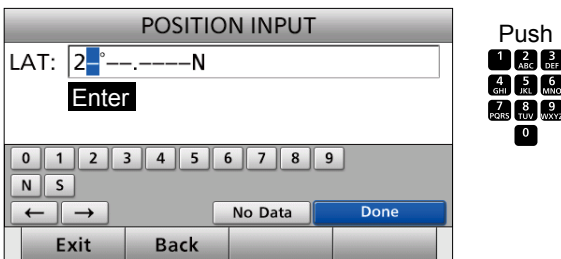 POSITION INPUT
LAT: 2–°––.––––N
Enter
0 1 2 3 4 5 6 7 8 9
N S
← →
No Data
Done
Exit
Back
Push
1 2 ABC 3 DEF
4 GHI 5 JKL 6 MNO
7 PQRS 8 TUV 9 WXYZ
0